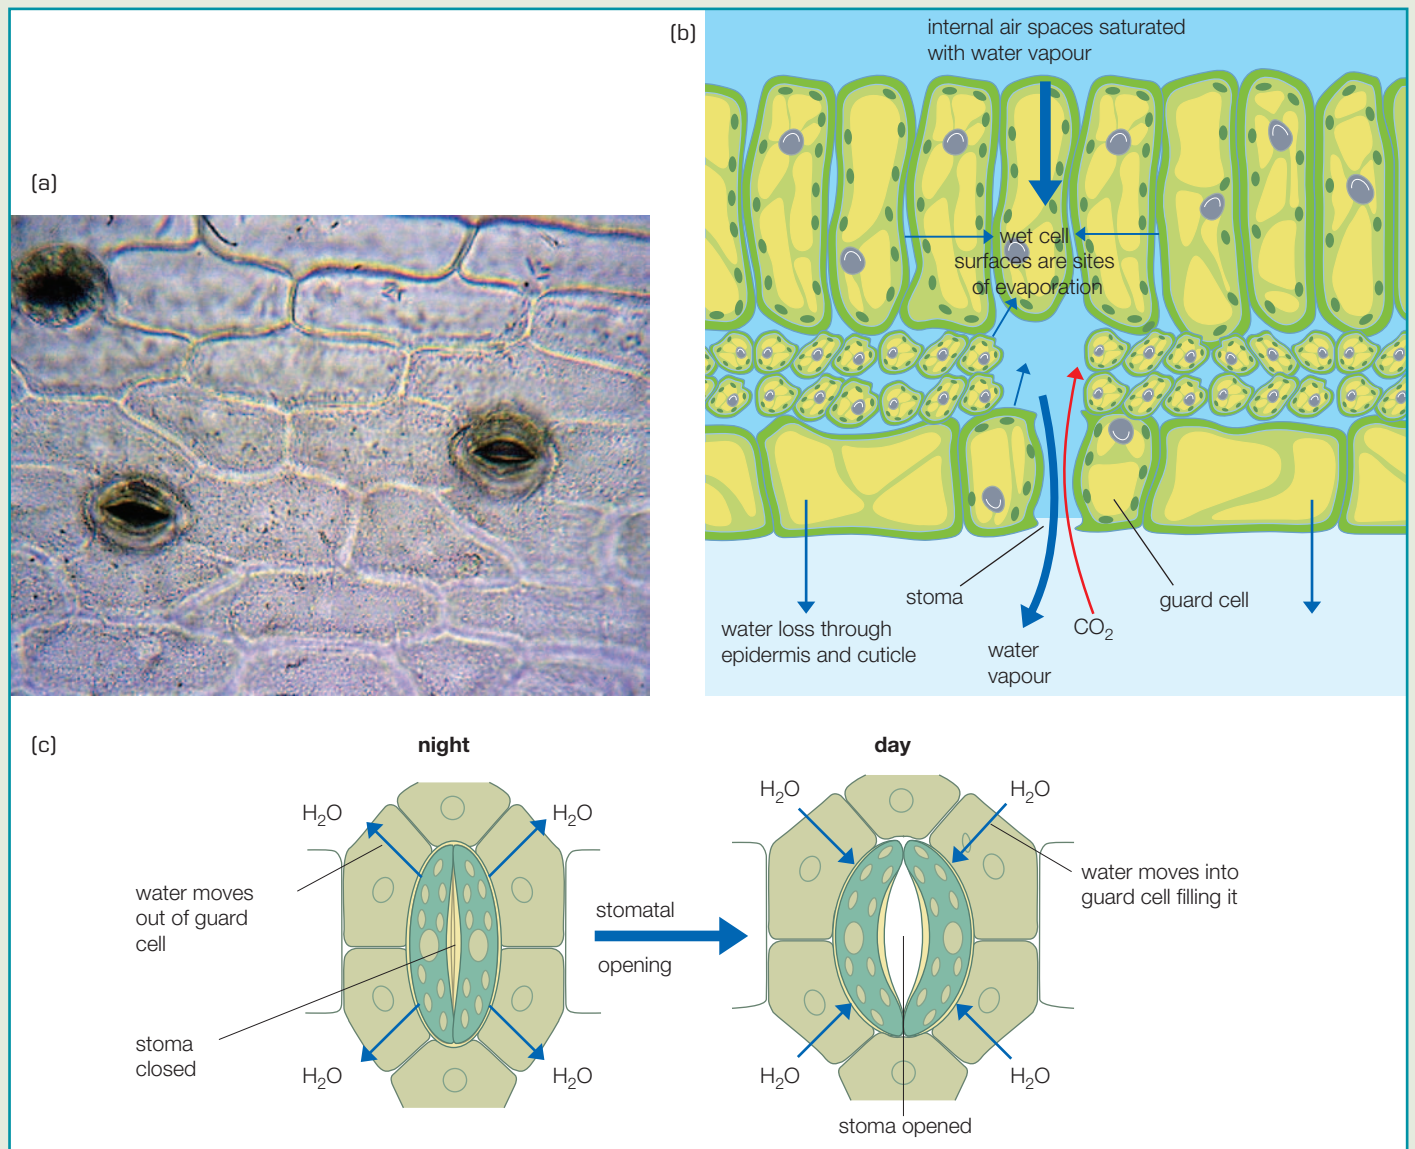 (a)
(b)
internal air spaces saturated
with water vapour
wet cell
surfaces are sites
of evaporation
stoma
guard cell
CO₂
water loss through
epidermis and cuticle
water
vapour
(c)
night
day
H₂O
H₂O
H₂O
H₂O
water moves
out of guard
cell
stomatal
opening
water moves into
guard cell filling it
stoma
closed
H₂O
H₂O
H₂O
H₂O
stoma opened